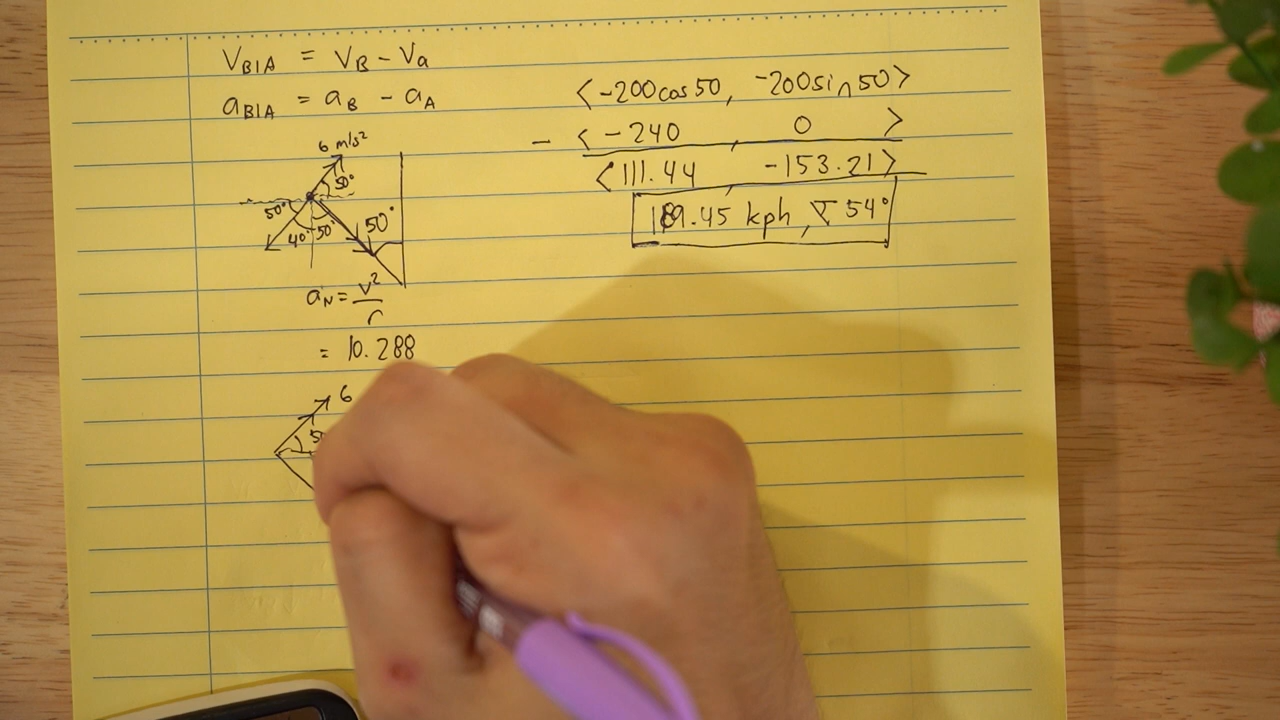 V_B/A = V_B - V_a
a_B/A = a_B - a_A
<-200cos50, -200sin50>
- < -240 , 0 >
<111.44 , -153.21>
189.45 kph, 54°
6 m/s²
50°
50°
40° 50°
50°
a_N = V²/r
= 10.288
6